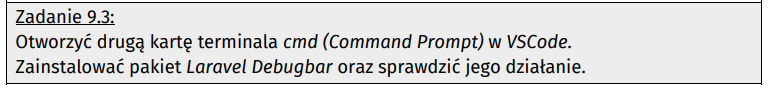 Zadanie 9.3:
Otworzyć drugą kartę terminala cmd (Command Prompt) w VSCode.
Zainstalować pakiet Laravel Debugbar oraz sprawdzić jego działanie.